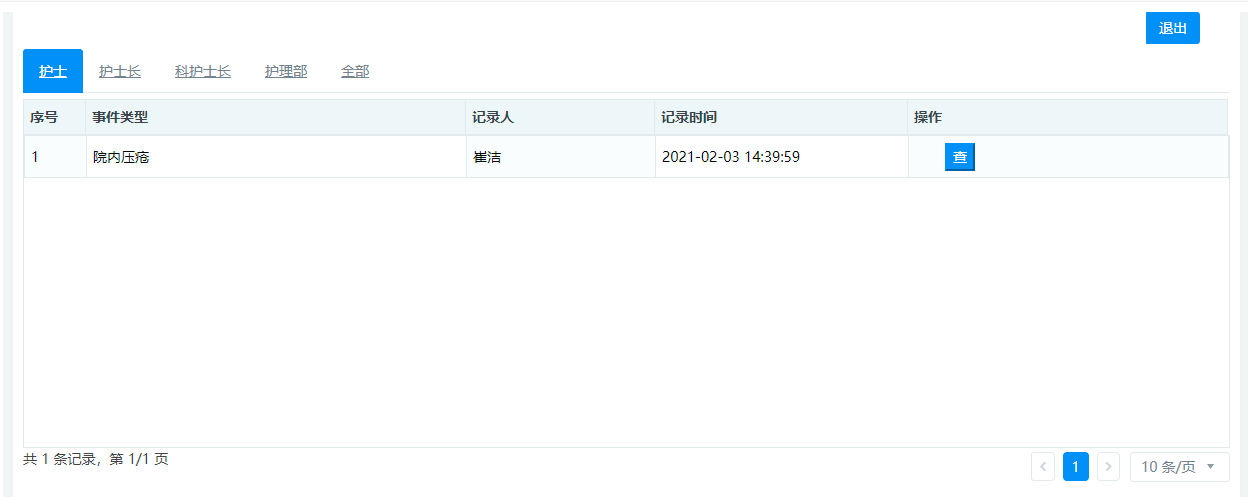 退出
护士 护士长 科护士长 护理部 全部
序号 事件类型 记录人 记录时间 操作
1 院内压疮 崔洁 2021-02-03 14:39:59 查
共 1 条记录，第 1/1 页 1 10 条/页